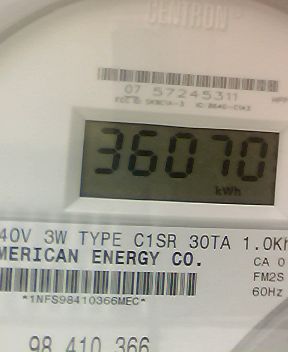 CENTRON®
07 57245311
36070
kWh
40V 3W TYPE C1SR 30TA 1.0Kh
MERICAN ENERGY CO.
CA 0
FM2S
60Hz
*1NFS98410366MEC*
98 410 366